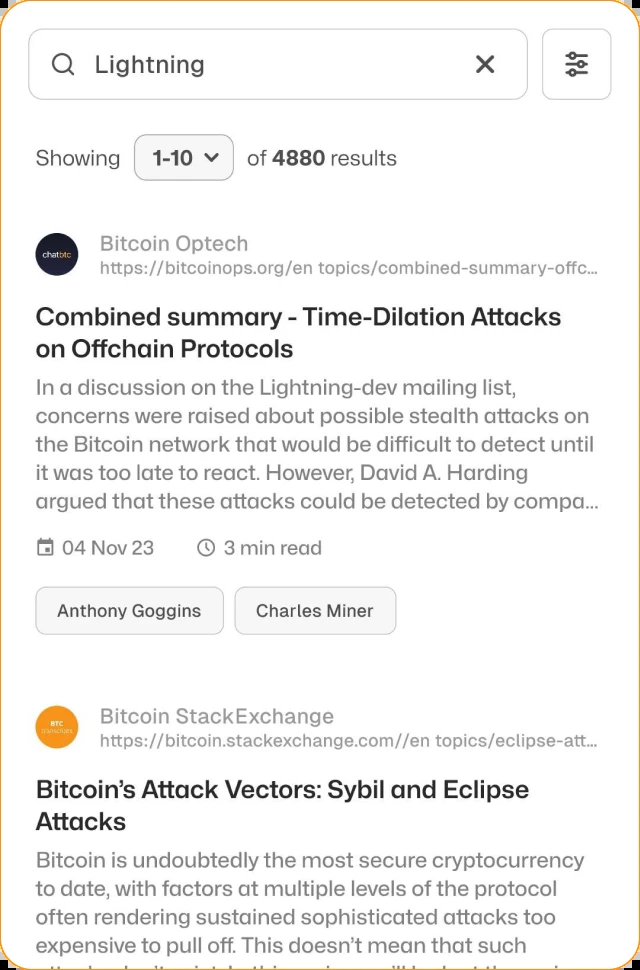 Lightning
Showing 1-10 of 4880 results
chatbtc
Bitcoin Optech
https://bitcoinops.org/en topics/combined-summary-offc...
Combined summary - Time-Dilation Attacks
on Offchain Protocols
In a discussion on the Lightning-dev mailing list,
concerns were raised about possible stealth attacks on
the Bitcoin network that would be difficult to detect until
it was too late to react. However, David A. Harding
argued that these attacks could be detected by compa...
04 Nov 23 3 min read
Anthony Goggins Charles Miner
BTC
transcripts
Bitcoin StackExchange
https://bitcoin.stackexchange.com//en topics/eclipse-att...
Bitcoin’s Attack Vectors: Sybil and Eclipse
Attacks
Bitcoin is undoubtedly the most secure cryptocurrency
to date, with factors at multiple levels of the protocol
often rendering sustained sophisticated attacks too
expensive to pull off. This doesn’t mean that such